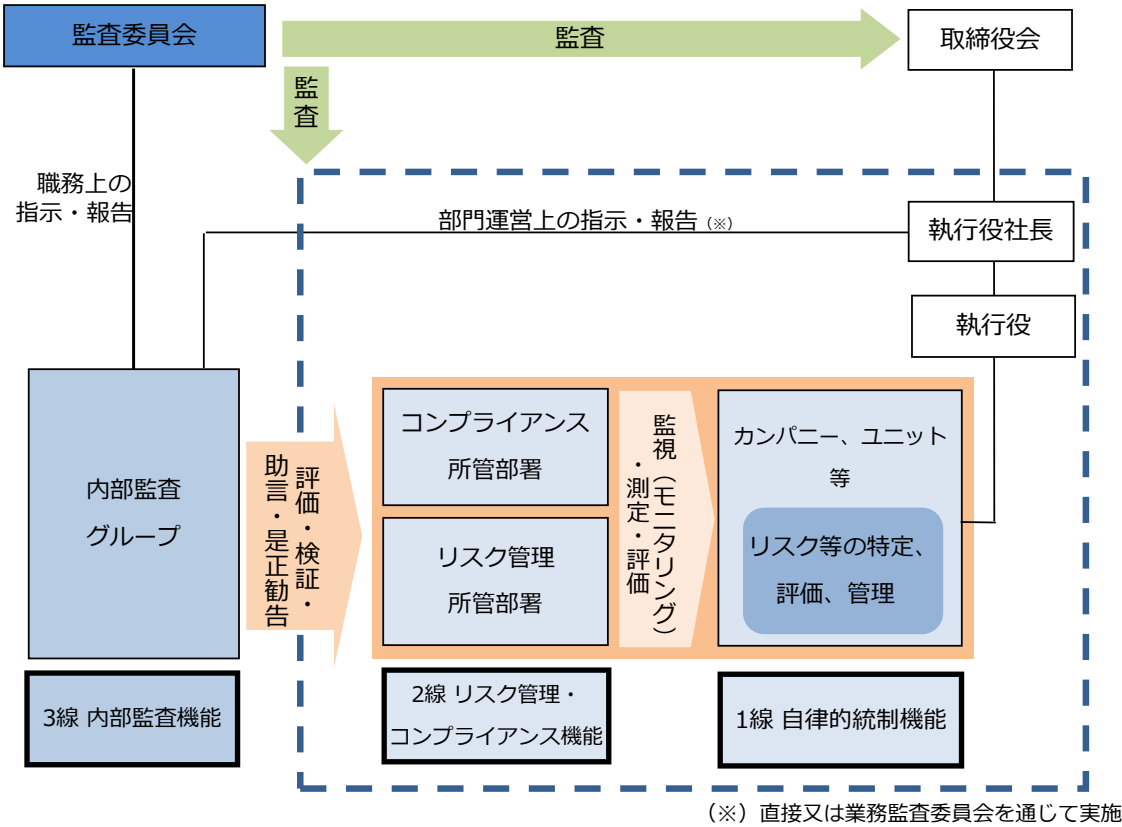 監査委員会
監査
取締役会
監査
職務上の
指示・報告
部門運営上の指示・報告（※）
執行役社長
執行役
内部監査
グループ
評価・検証・
助言・是正勧告
コンプライアンス
所管部署
リスク管理
所管部署
監視（モニタリング）
・測定・評価
カンパニー、ユニット
等
リスク等の特定、
評価、管理
3線 内部監査機能
2線 リスク管理・
コンプライアンス機能
1線 自律的統制機能
（※）直接又は業務監査委員会を通じて実施